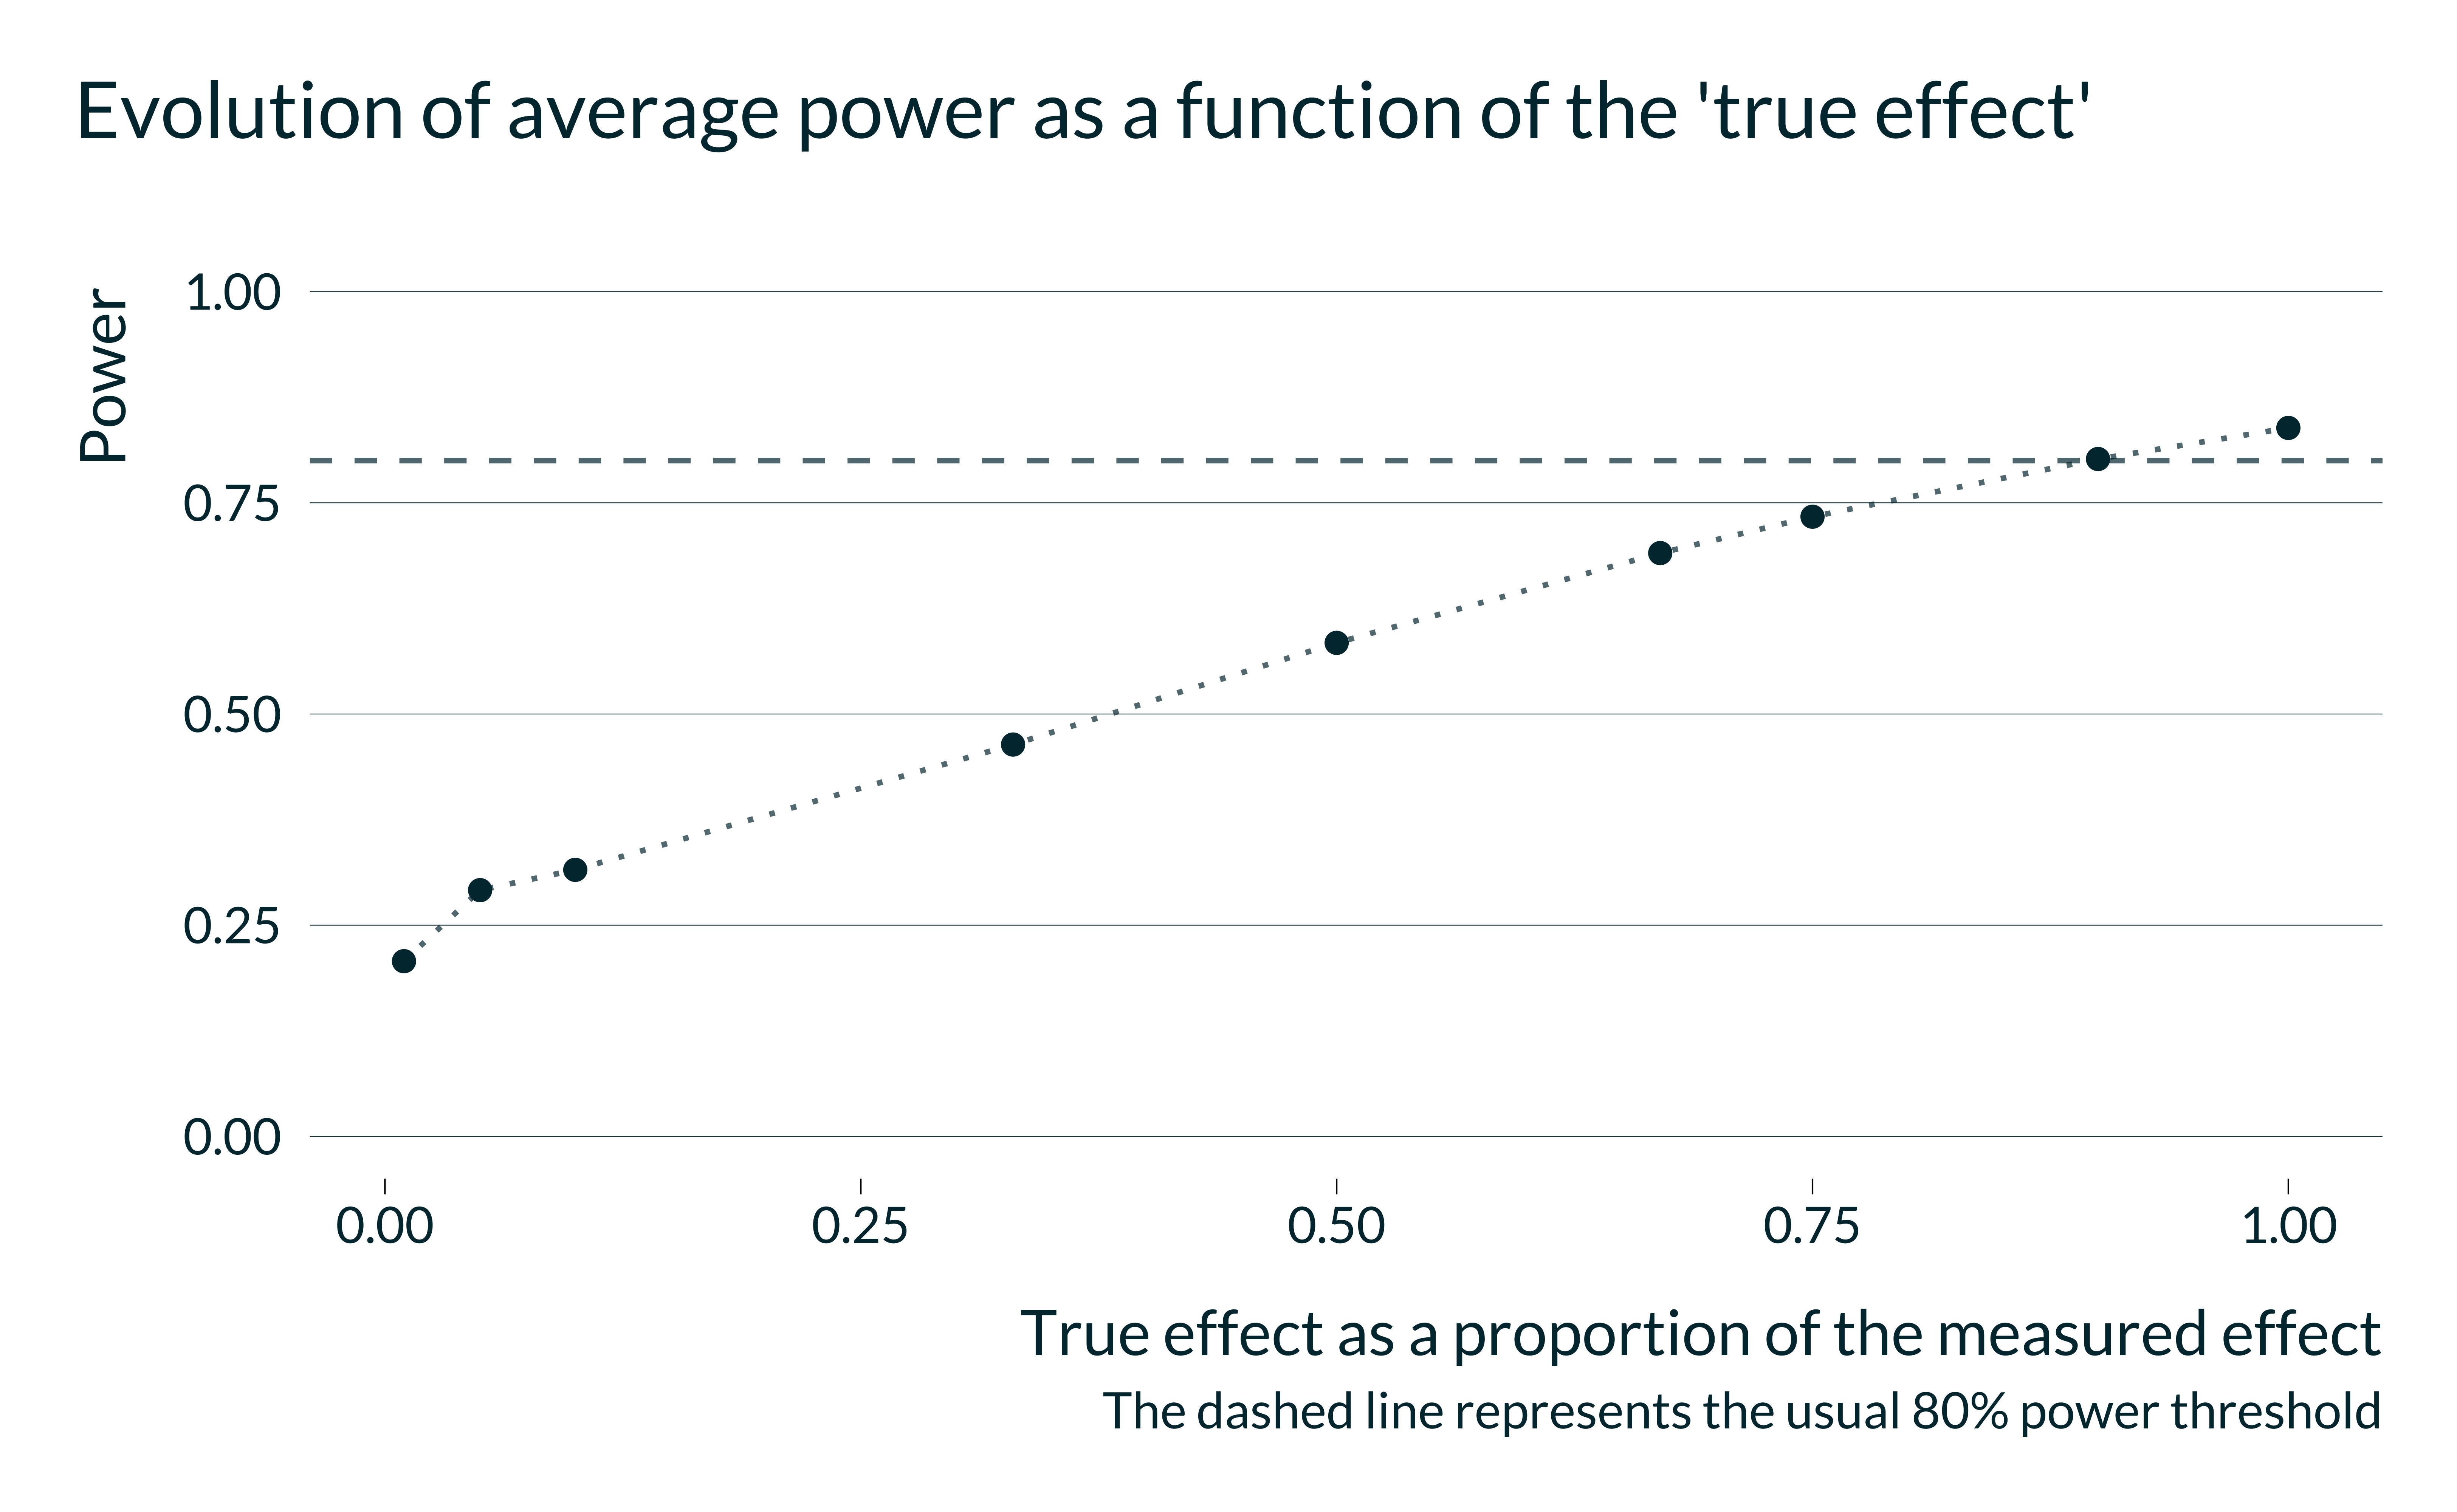 Evolution of average power as a function of the 'true effect'
Power
1.00
0.75
0.50
0.25
0.00
0.00 0.25 0.50 0.75 1.00
True effect as a proportion of the measured effect
The dashed line represents the usual 80% power threshold